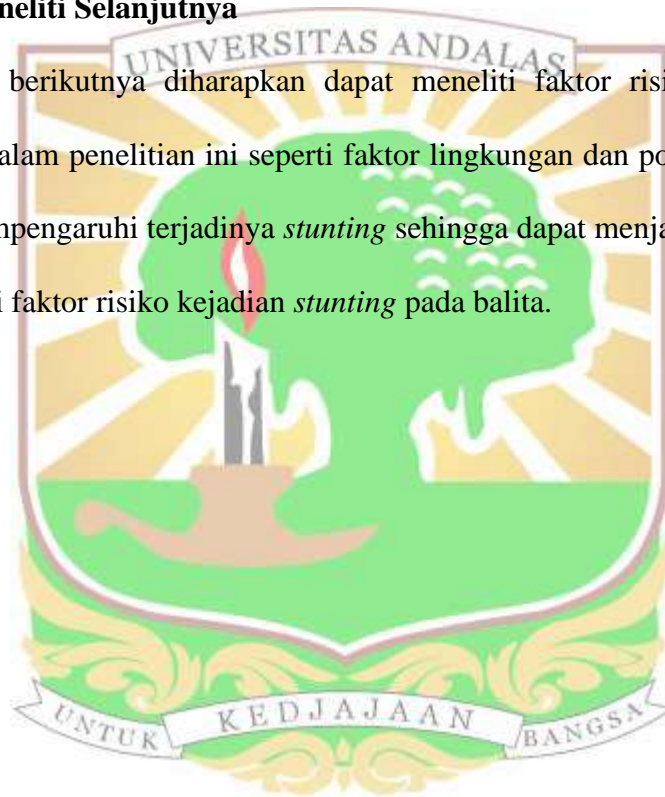 neliti Selanjutnya
UNIVERSITAS ANDALAS
berikutnya diharapkan dapat meneliti faktor risi
alam penelitian ini seperti faktor lingkungan dan po
npengaruhi terjadinya stunting sehingga dapat menja
i faktor risiko kejadian stunting pada balita.
UNTUK KEDJAJAAN BANGSA